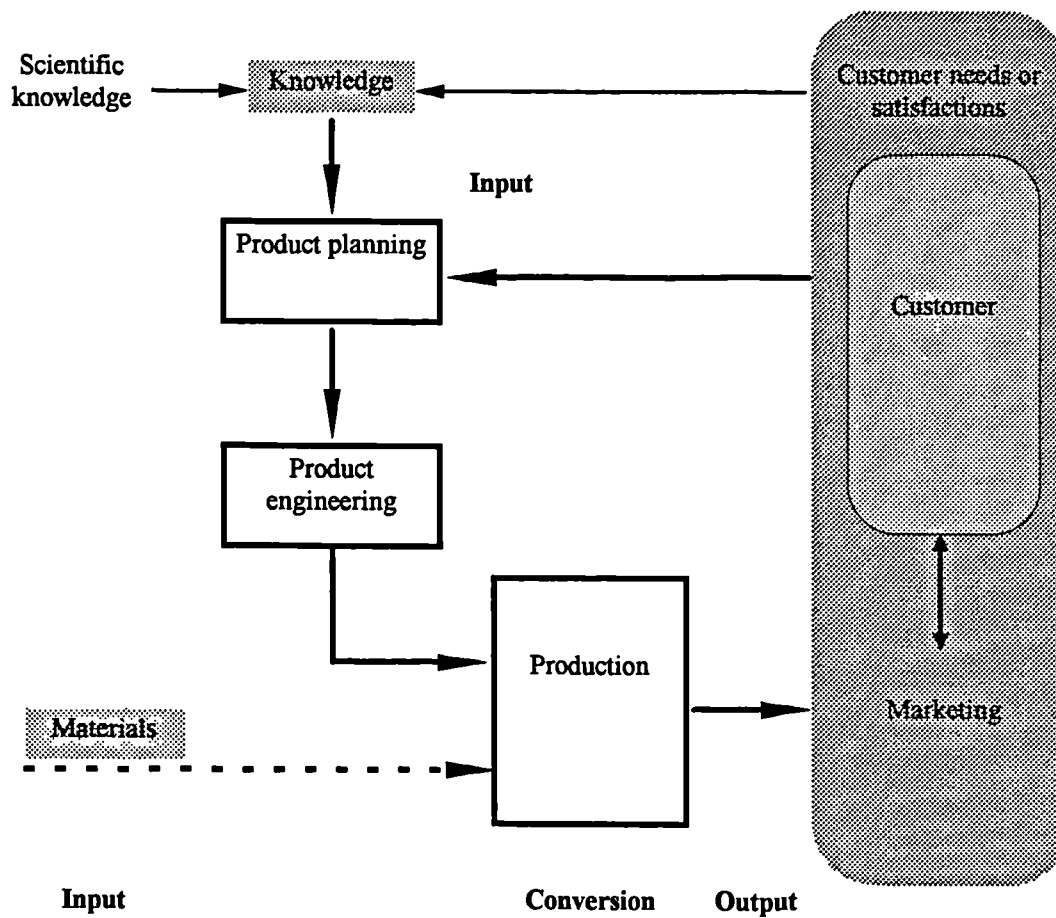 Scientific
knowledge
Knowledge
Customer needs or
satisfactions
Input
Product planning
Customer
Product
engineering
Production
Materials
Marketing
Input
Conversion
Output